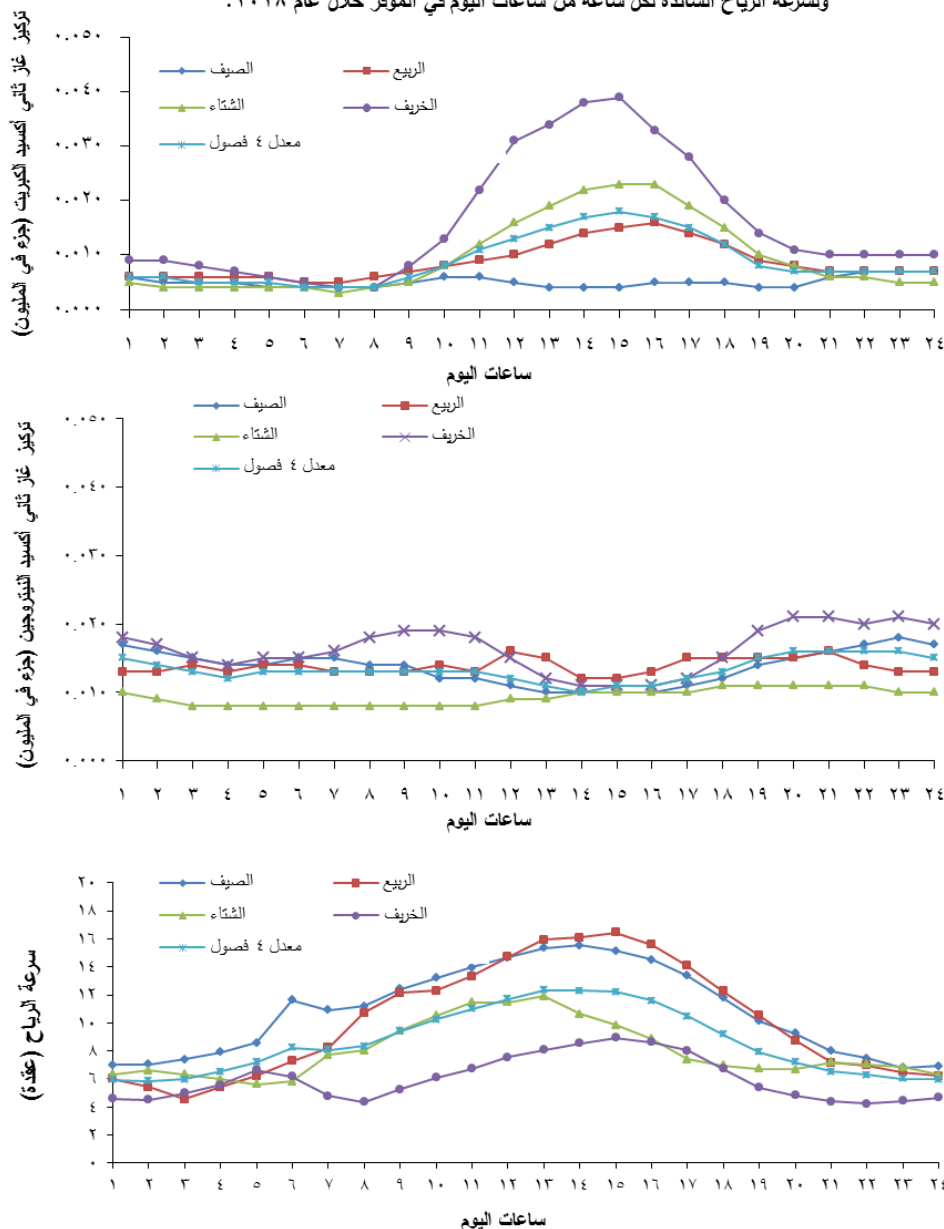 ولسرعة الرياح السائدة لكل ساعة من ساعات اليوم في الموقر خلال عام ٢٠١٨.
تركيز غاز ثاني أكسيد الكبريت (جزء في المليون)
الصيف
الربيع
الشتاء
الخريف
معدل ٤ فصول
٠.٠٥٠
٠.٠٤٠
٠.٠٣٠
٠.٠٢٠
٠.٠١٠
٠.٠٠٠
١ ٢ ٣ ٤ ٥ ٦ ٧ ٨ ٩ ١٠ ١١ ١٢ ١٣ ١٤ ١٥ ١٦ ١٧ ١٨ ١٩ ٢٠ ٢١ ٢٢ ٢٣ ٢٤
ساعات اليوم
تركيز غاز ثاني أكسيد النيتروجين (جزء في المليون)
الصيف
الربيع
الشتاء
الخريف
معدل ٤ فصول
٠.٠٥٠
٠.٠٤٠
٠.٠٣٠
٠.٠٢٠
٠.٠١٠
٠.٠٠٠
١ ٢ ٣ ٤ ٥ ٦ ٧ ٨ ٩ ١٠ ١١ ١٢ ١٣ ١٤ ١٥ ١٦ ١٧ ١٨ ١٩ ٢٠ ٢١ ٢٢ ٢٣ ٢٤
ساعات اليوم
سرعة الرياح (عقدة)
الصيف
الربيع
الشتاء
الخريف
معدل ٤ فصول
٢٠
١٨
١٦
١٤
١٢
١٠
٨
٦
٤
٢
٠
١ ٢ ٣ ٤ ٥ ٦ ٧ ٨ ٩ ١٠ ١١ ١٢ ١٣ ١٤ ١٥ ١٦ ١٧ ١٨ ١٩ ٢٠ ٢١ ٢٢ ٢٣ ٢٤
ساعات اليوم